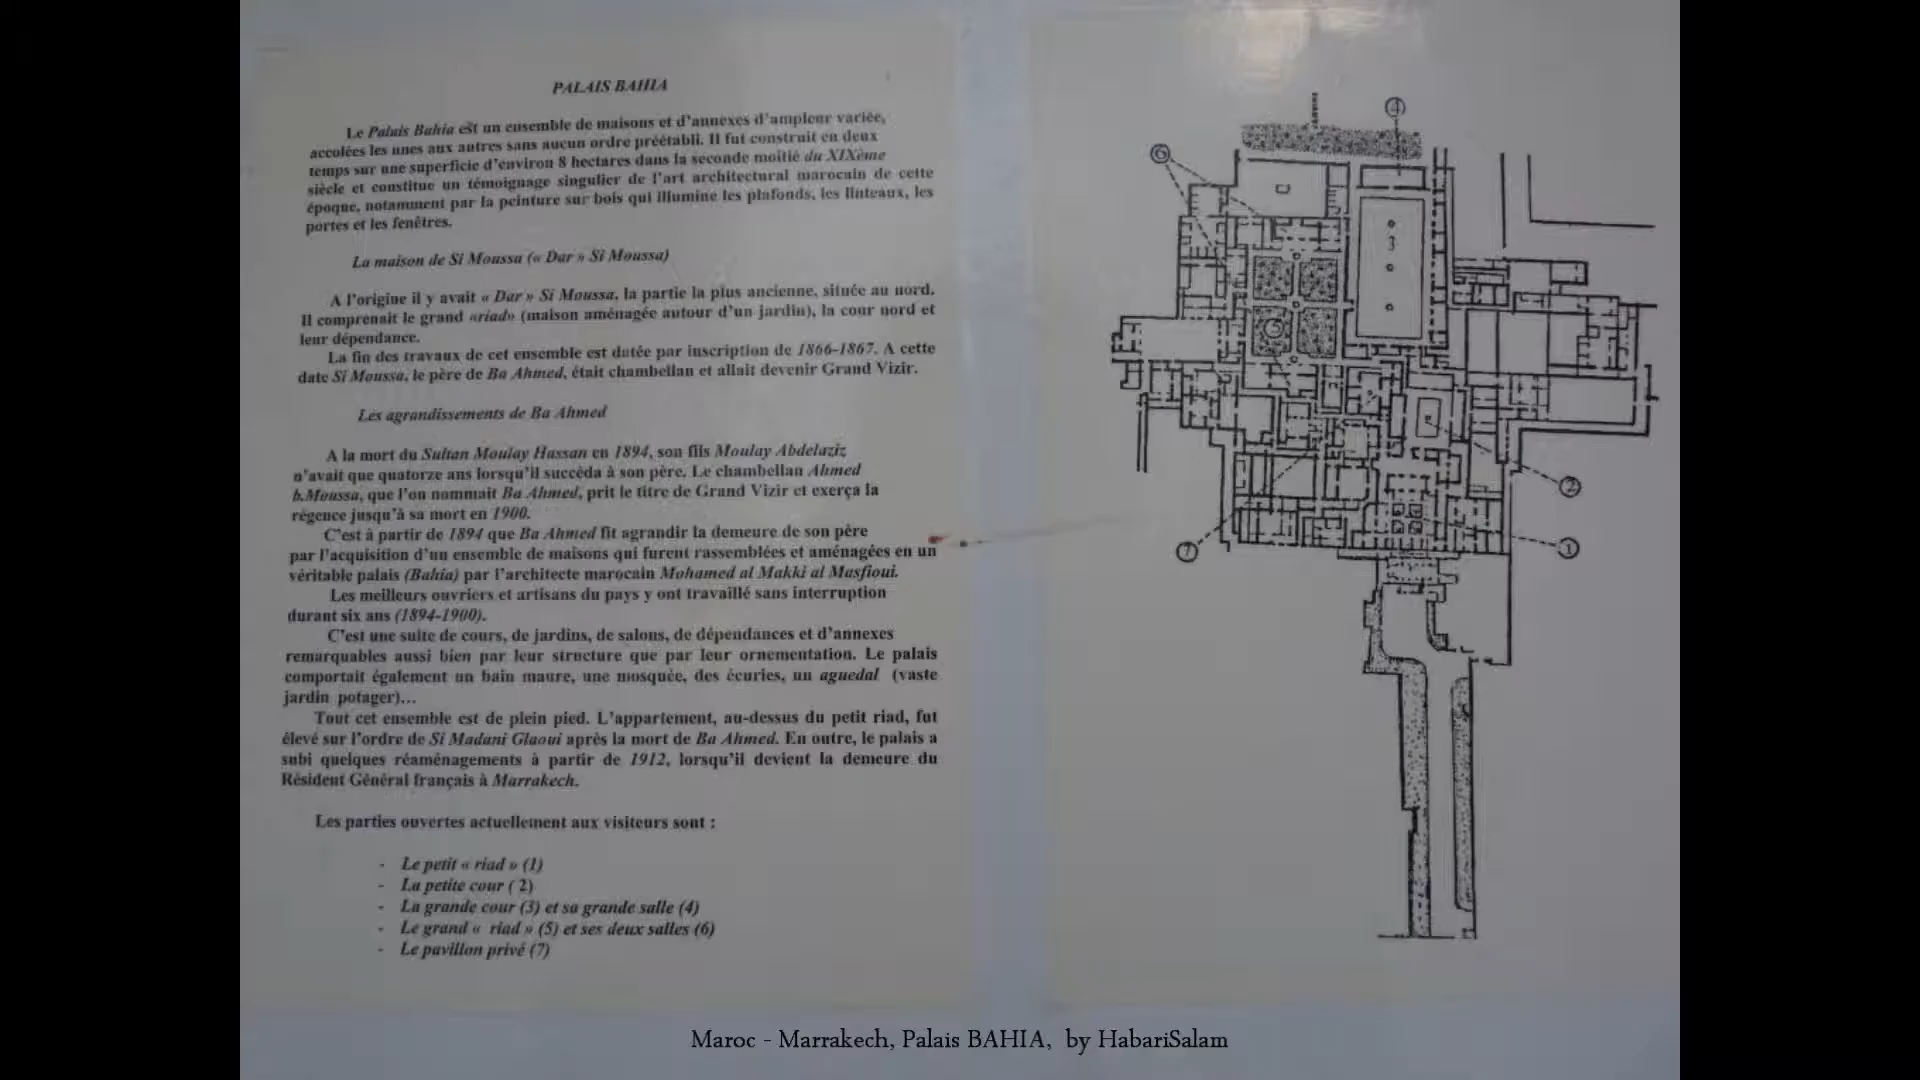 PALAIS BAHIA
Le Palais Bahia est un ensemble de maisons et d'annexes d'ampleur variée,
accolées les unes aux autres sans aucun ordre préétabli. Il fut construit en deux
temps sur une superficie d'environ 8 hectares dans la seconde moitié du XIXème
siècle et constitue un témoignage singulier de l'art architectural marocain de cette
époque, notamment par la peinture sur bois qui illumine les plafonds, les linteaux, les
portes et les fenêtres.
La maison de Si Moussa (« Dar » Si Moussa)
A l'origine il y avait « Dar » Si Moussa, la partie la plus ancienne, située au nord.
Il comprenait le grand «riad» (maison aménagée autour d'un jardin), la cour nord et
leur dépendance.
La fin des travaux de cet ensemble est datée par inscription de 1866-1867. A cette
date Si Moussa, le père de Ba Ahmed, était chambellan et allait devenir Grand Vizir.
Les agrandissements de Ba Ahmed
A la mort du Sultan Moulay Hassan en 1894, son fils Moulay Abdelaziz
n'avait que quatorze ans lorsqu'il succéda à son père. Le chambellan Ahmed
b.Moussa, que l'on nommait Ba Ahmed, prit le titre de Grand Vizir et exerça la
régence jusqu'à sa mort en 1900.
C'est à partir de 1894 que Ba Ahmed fit agrandir la demeure de son père
par l'acquisition d'un ensemble de maisons qui furent rassemblées et aménagées en un
véritable palais (Bahia) par l'architecte marocain Mohamed al Makki al Masfioui.
Les meilleurs ouvriers et artisans du pays y ont travaillé sans interruption
durant six ans (1894-1900).
C'est une suite de cours, de jardins, de salons, de dépendances et d'annexes
remarquables aussi bien par leur structure que par leur ornementation. Le palais
comportait également un bain maure, une mosquée, des écuries, un aguedal (vaste
jardin potager)...
Tout cet ensemble est de plein pied. L'appartement, au-dessus du petit riad, fut
élevé sur l'ordre de Si Madani Glaoui après la mort de Ba Ahmed. En outre, le palais a
subi quelques réaménagements à partir de 1912, lorsqu'il devient la demeure du
Résident Général français à Marrakech.
Les parties ouvertes actuellement aux visiteurs sont :
- Le petit « riad » (1)
- La petite cour ( 2)
- La grande cour (3) et sa grande salle (4)
- Le grand « riad » (5) et ses deux salles (6)
- Le pavillon privé (7)
4
6
3
5
2
7
1
Maroc - Marrakech, Palais BAHIA, by HabariSalam